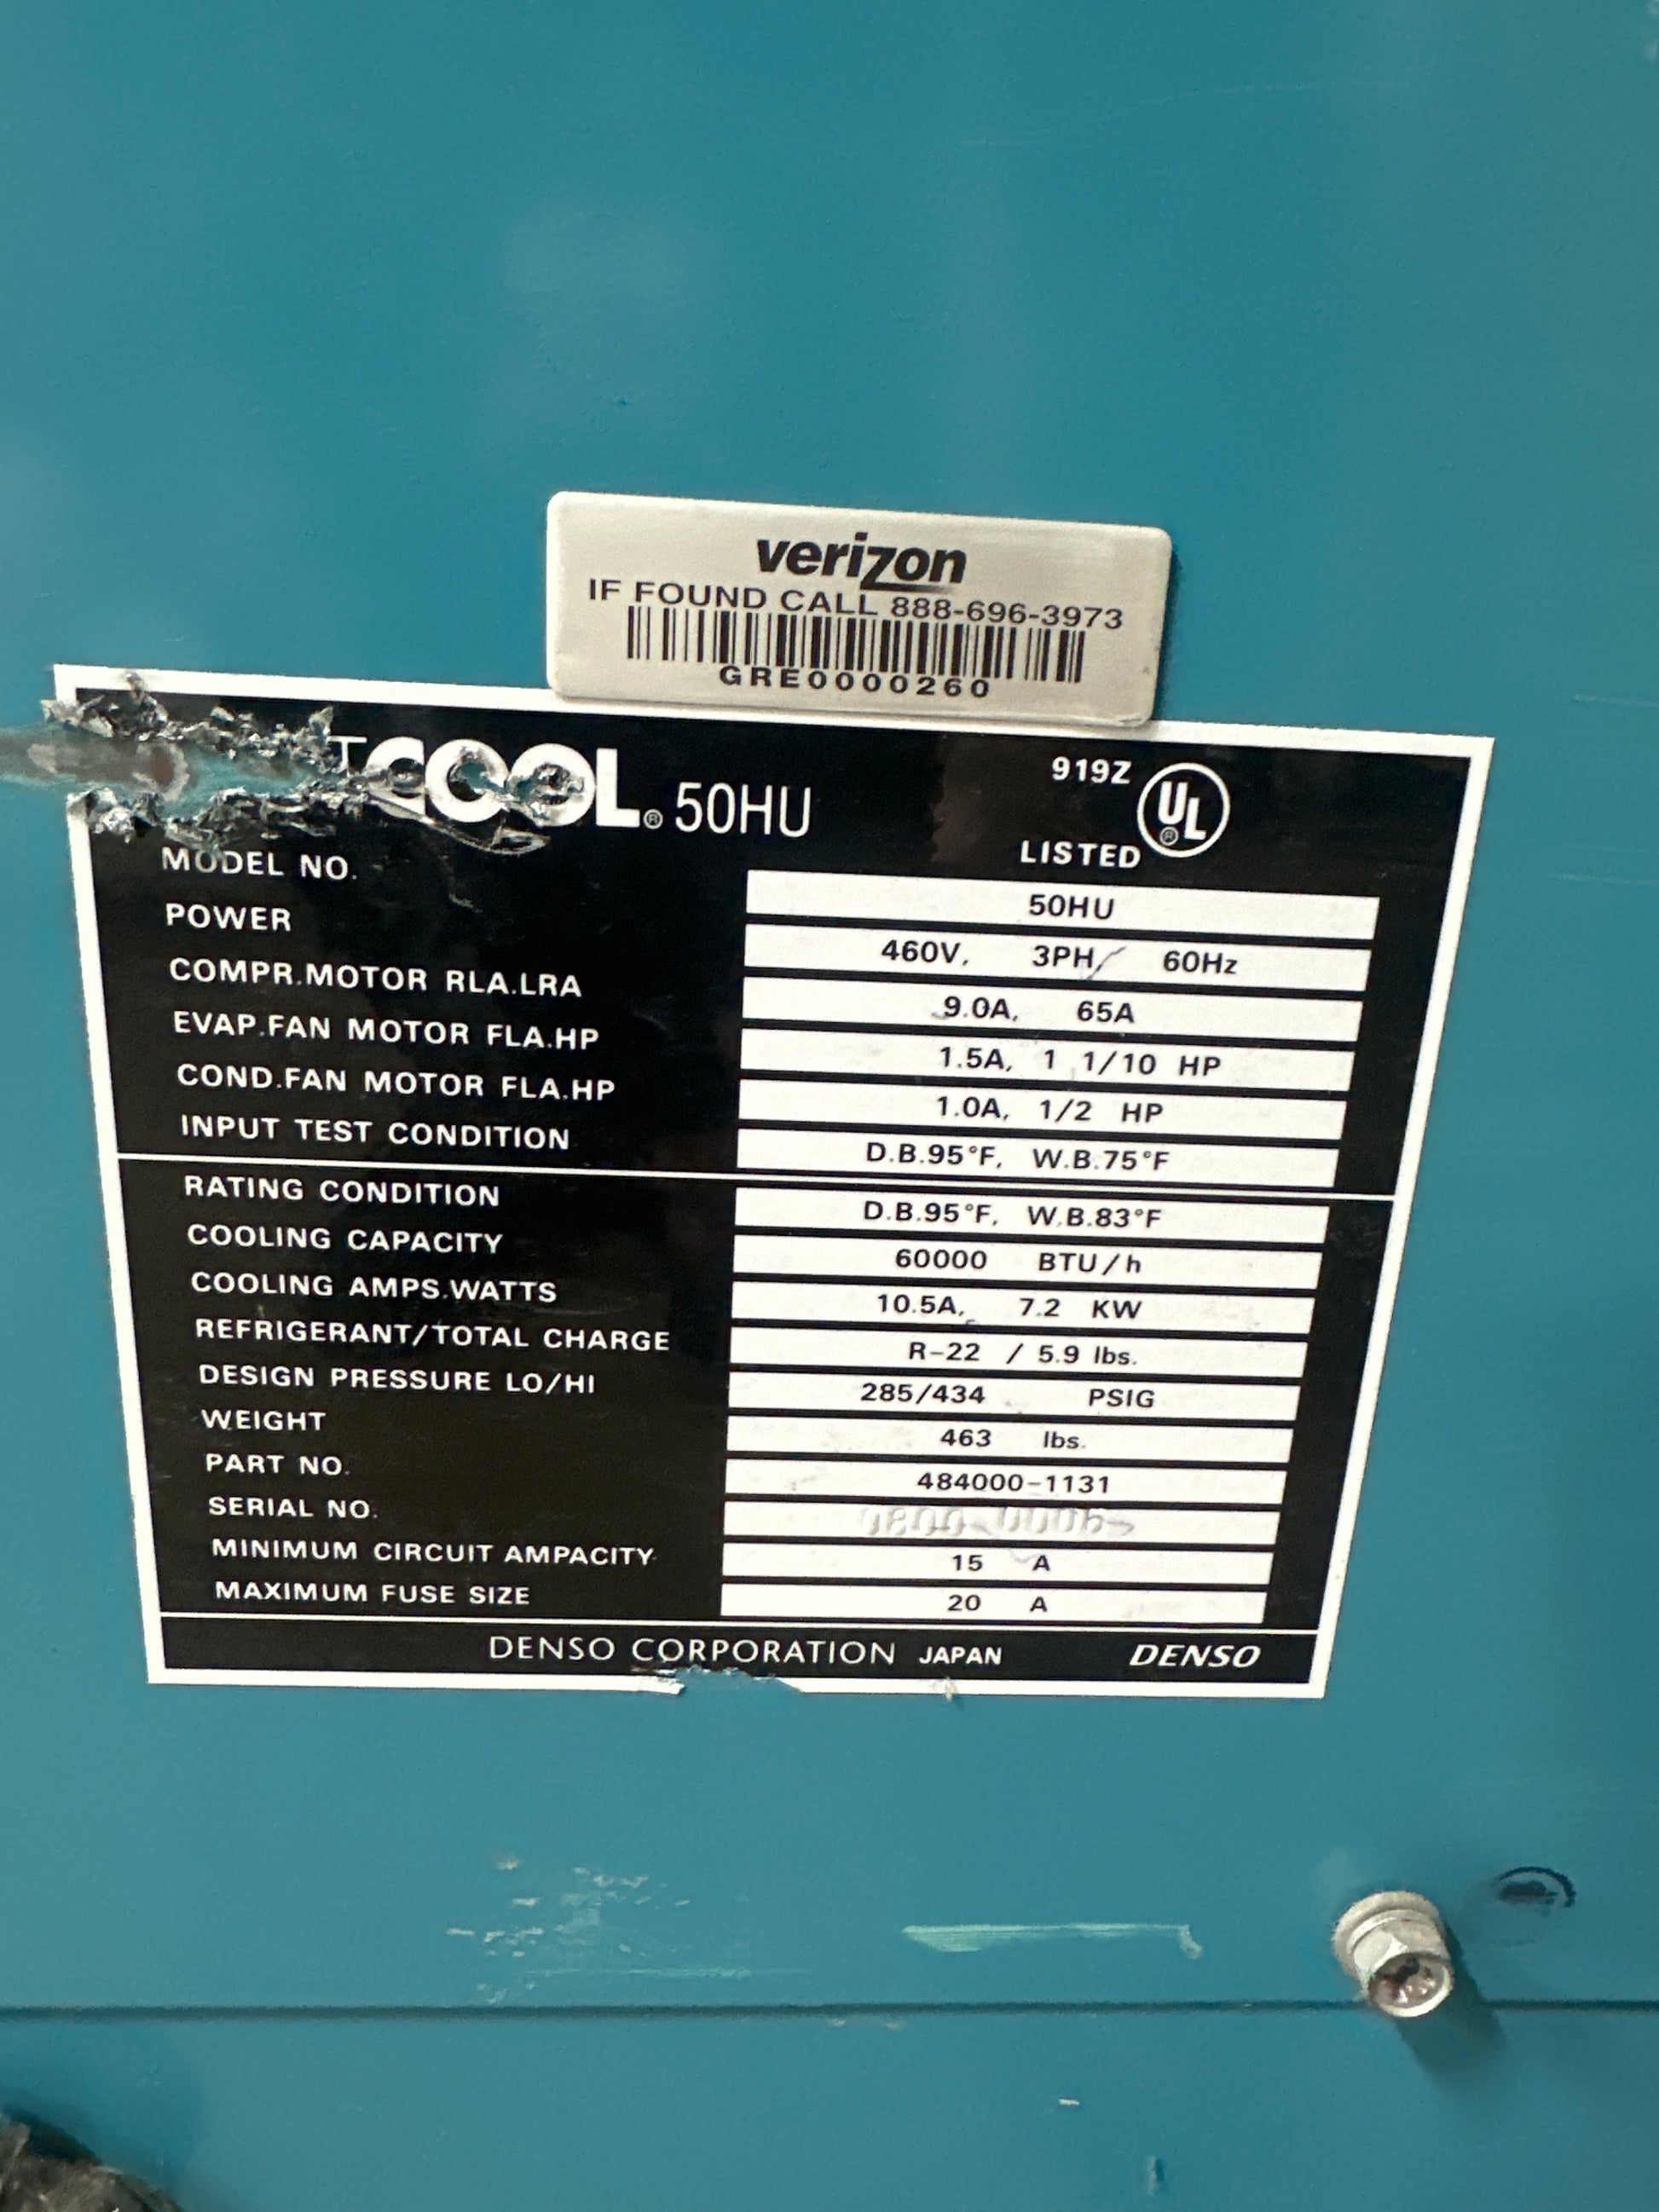 verizon
IF FOUND CALL 888-696-3973
GRE0000260
TCOOL® 50HU
919Z
UL®
LISTED
MODEL NO. 50HU
POWER 460V, 3PH, 60Hz
COMPR.MOTOR RLA.LRA 9.0A, 65A
EVAP.FAN MOTOR FLA.HP 1.5A, 1 1/10 HP
COND.FAN MOTOR FLA.HP 1.0A, 1/2 HP
INPUT TEST CONDITION D.B.95°F, W.B.75°F
RATING CONDITION D.B.95°F, W.B.83°F
COOLING CAPACITY 60000 BTU/h
COOLING AMPS.WATTS 10.5A, 7.2 KW
REFRIGERANT/TOTAL CHARGE R-22 / 5.9 lbs.
DESIGN PRESSURE LO/HI 285/434 PSIG
WEIGHT 463 lbs.
PART NO. 484000-1131
SERIAL NO.
MINIMUM CIRCUIT AMPACITY 15 A
MAXIMUM FUSE SIZE 20 A
DENSO CORPORATION JAPAN DENSO